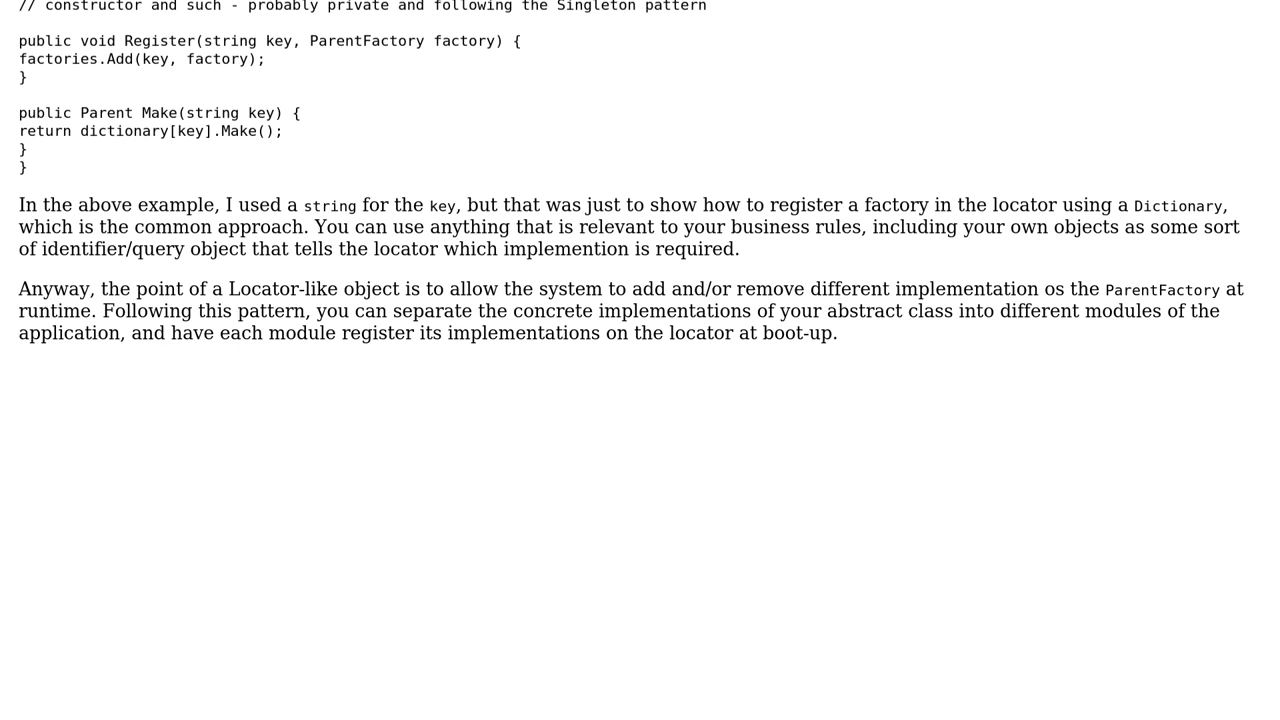 // constructor and such - probably private and following the Singleton pattern
public void Register(string key, ParentFactory factory) {
factories.Add(key, factory);
}
public Parent Make(string key) {
return dictionary[key].Make();
}
}
In the above example, I used a string for the key, but that was just to show how to register a factory in the locator using a Dictionary,
which is the common approach. You can use anything that is relevant to your business rules, including your own objects as some sort
of identifier/query object that tells the locator which implemention is required.
Anyway, the point of a Locator-like object is to allow the system to add and/or remove different implementation os the ParentFactory at
runtime. Following this pattern, you can separate the concrete implementations of your abstract class into different modules of the
application, and have each module register its implementations on the locator at boot-up.